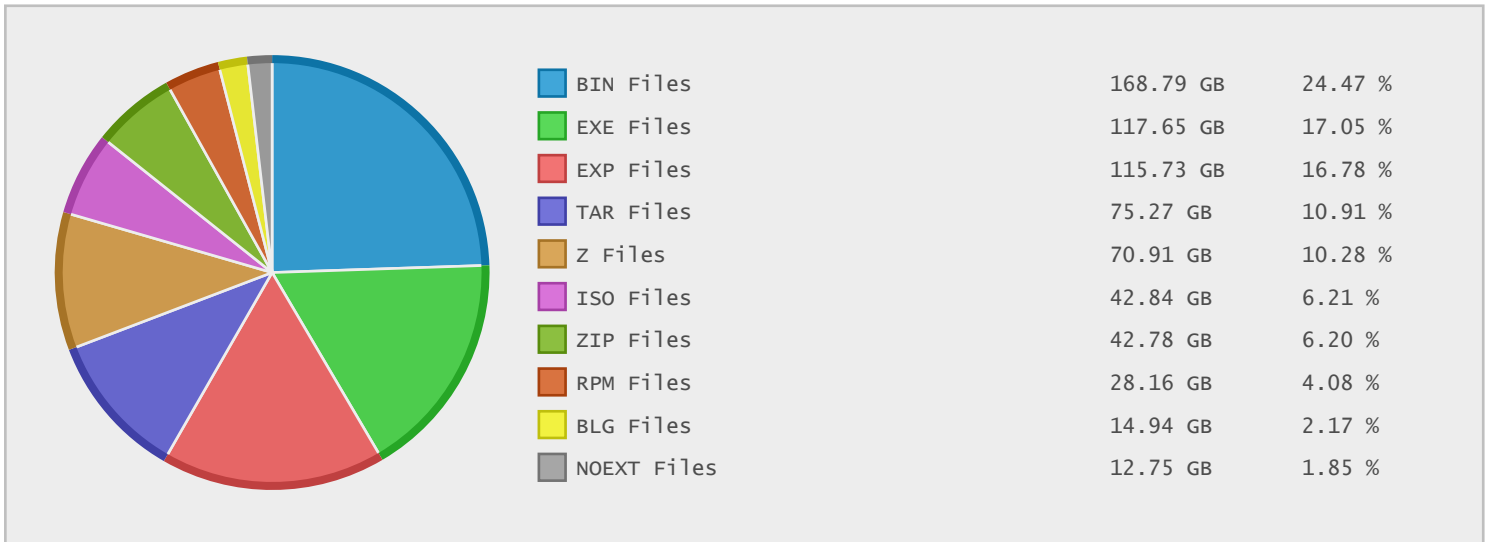 BIN Files 168.79 GB 24.47 %
EXE Files 117.65 GB 17.05 %
EXP Files 115.73 GB 16.78 %
TAR Files 75.27 GB 10.91 %
Z Files 70.91 GB 10.28 %
ISO Files 42.84 GB 6.21 %
ZIP Files 42.78 GB 6.20 %
RPM Files 28.16 GB 4.08 %
BLG Files 14.94 GB 2.17 %
NOEXT Files 12.75 GB 1.85 %